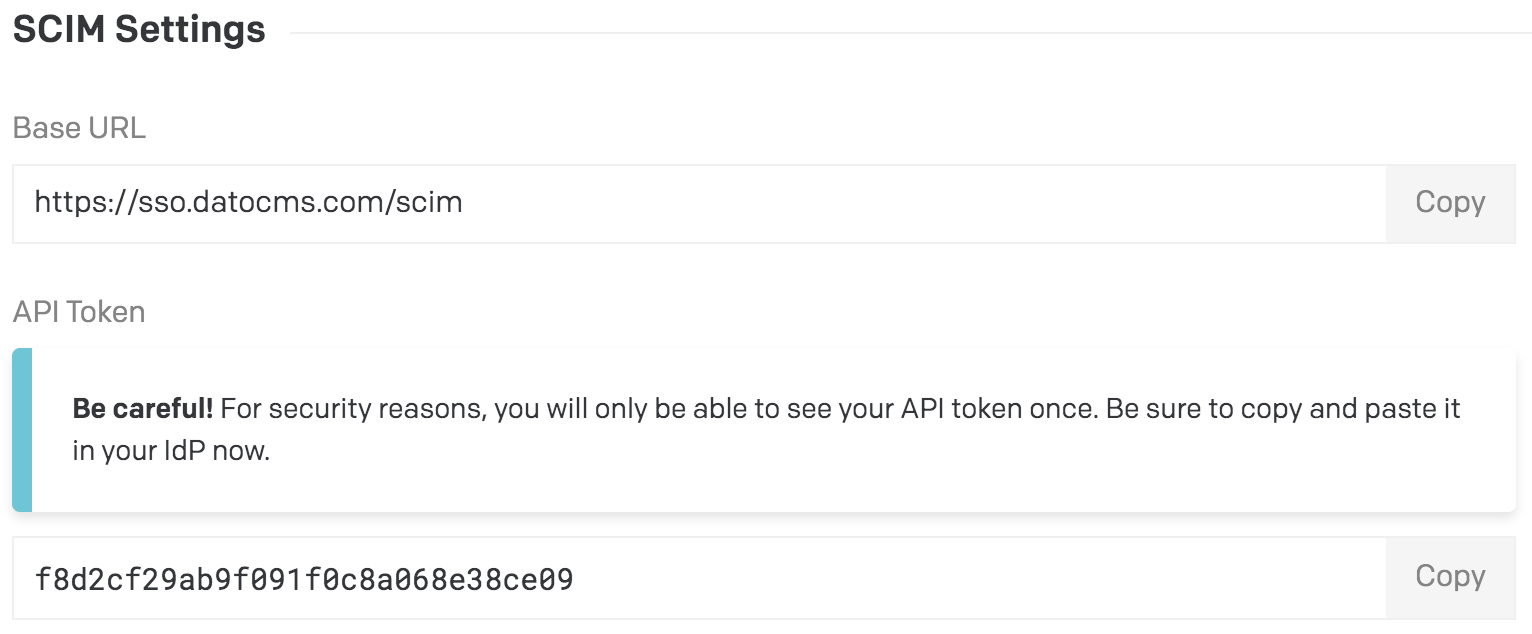 SCIM Settings
Base URL
https://sso.datocms.com/scim
Copy
API Token
Be careful! For security reasons, you will only be able to see your API token once. Be sure to copy and paste it
in your IdP now.
f8d2cf29ab9f091f0c8a068e38ce09
Copy